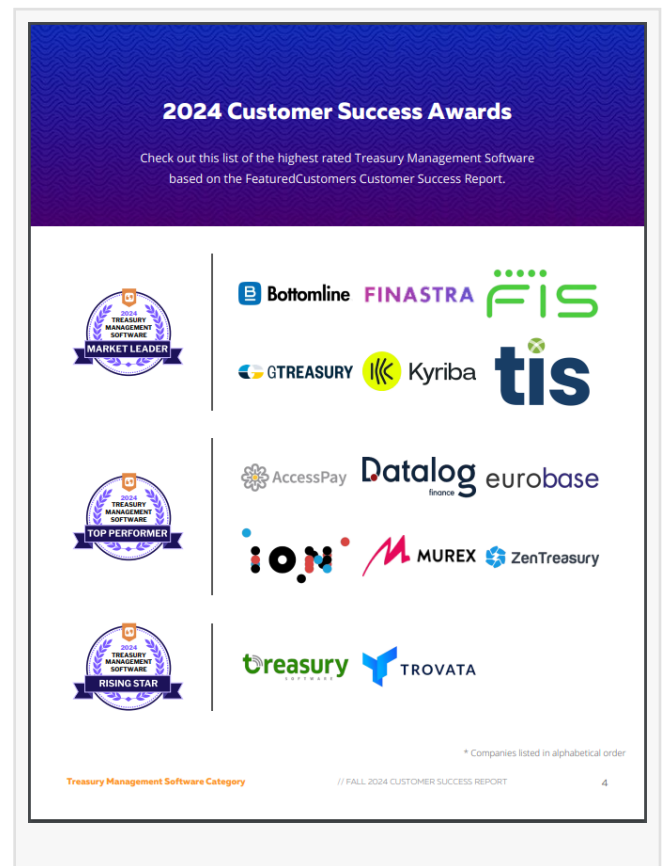 2024 Customer Success Awards
Check out this list of the highest rated Treasury Management Software
based on the FeaturedCustomers Customer Success Report.
2024
TREASURY
MANAGEMENT
SOFTWARE
MARKET LEADER
Bottomline FINASTRA FIS
GTREASURY Kyriba tis
2024
TREASURY
MANAGEMENT
SOFTWARE
TOP PERFORMER
AccessPay Datalog eurobase
finance
ION MUREX ZenTreasury
2024
TREASURY
MANAGEMENT
SOFTWARE
RISING STAR
treasury TROVATA
SOFTWARE
* Companies listed in alphabetical order
Treasury Management Software Category // FALL 2024 CUSTOMER SUCCESS REPORT 4